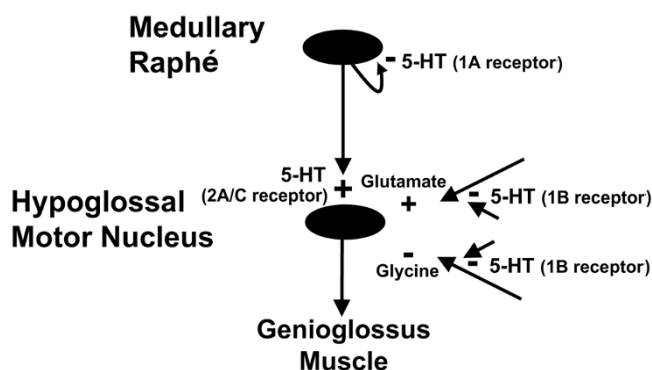 Medullary
Raphé
- 5-HT (1A receptor)
5-HT
(2A/C receptor) +
Glutamate
+
- 5-HT (1B receptor)
Hypoglossal
Motor Nucleus
-
Glycine
- 5-HT (1B receptor)
Genioglossus
Muscle